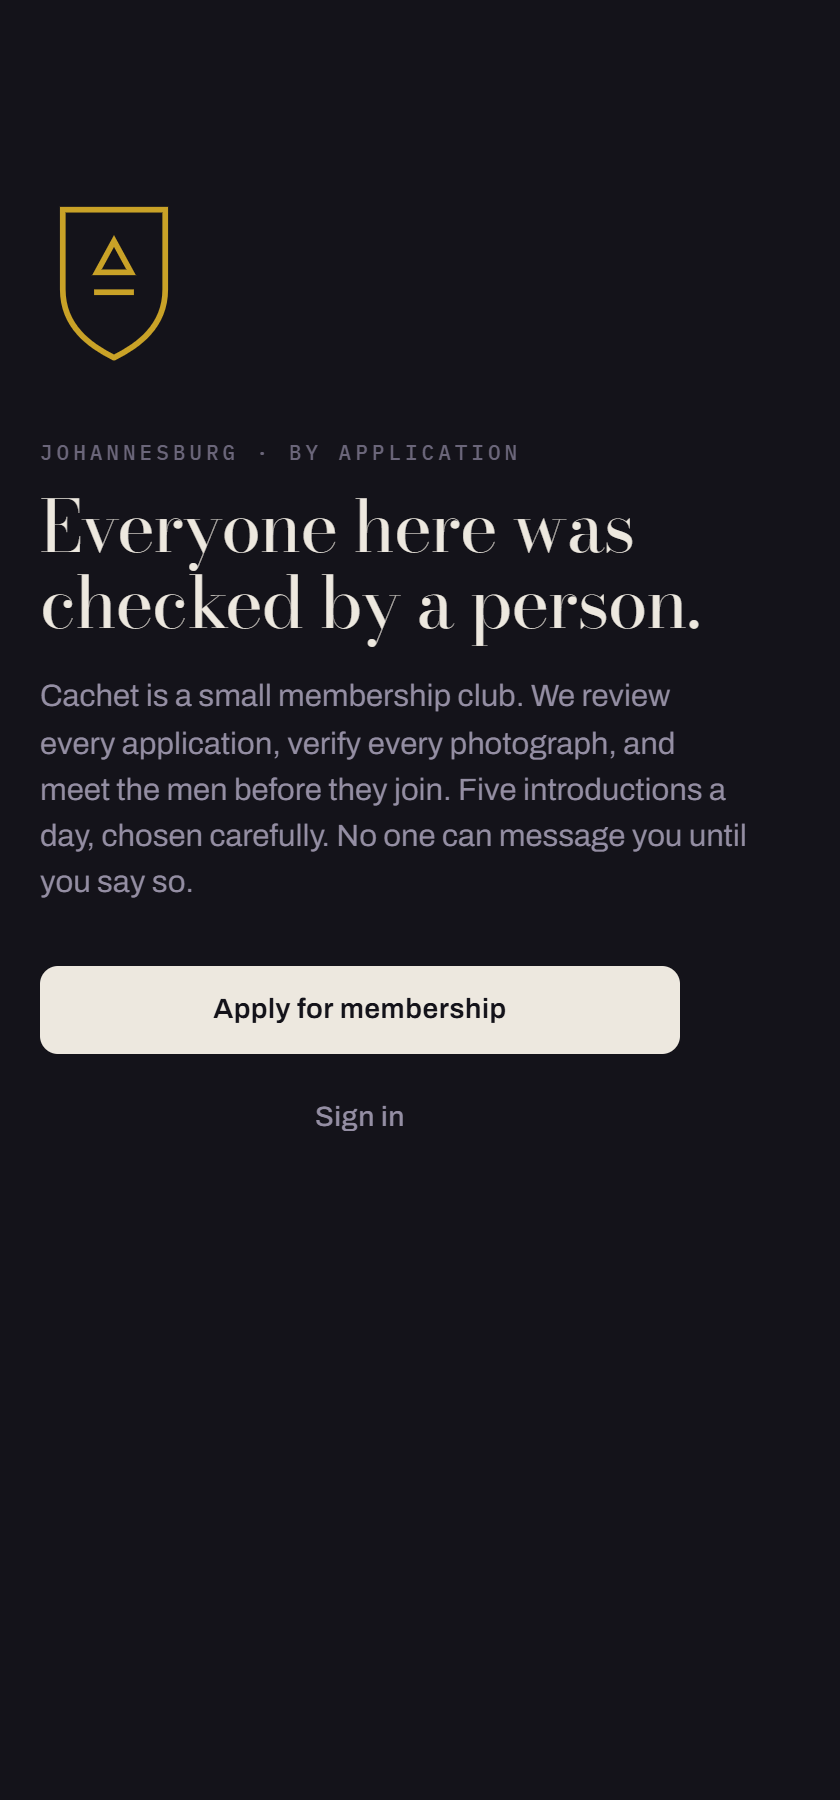 JOHANNESBURG · BY APPLICATION
Everyone here was
checked by a person.
Cachet is a small membership club. We review
every application, verify every photograph, and
meet the men before they join. Five introductions a
day, chosen carefully. No one can message you until
you say so.
Apply for membership
Sign in